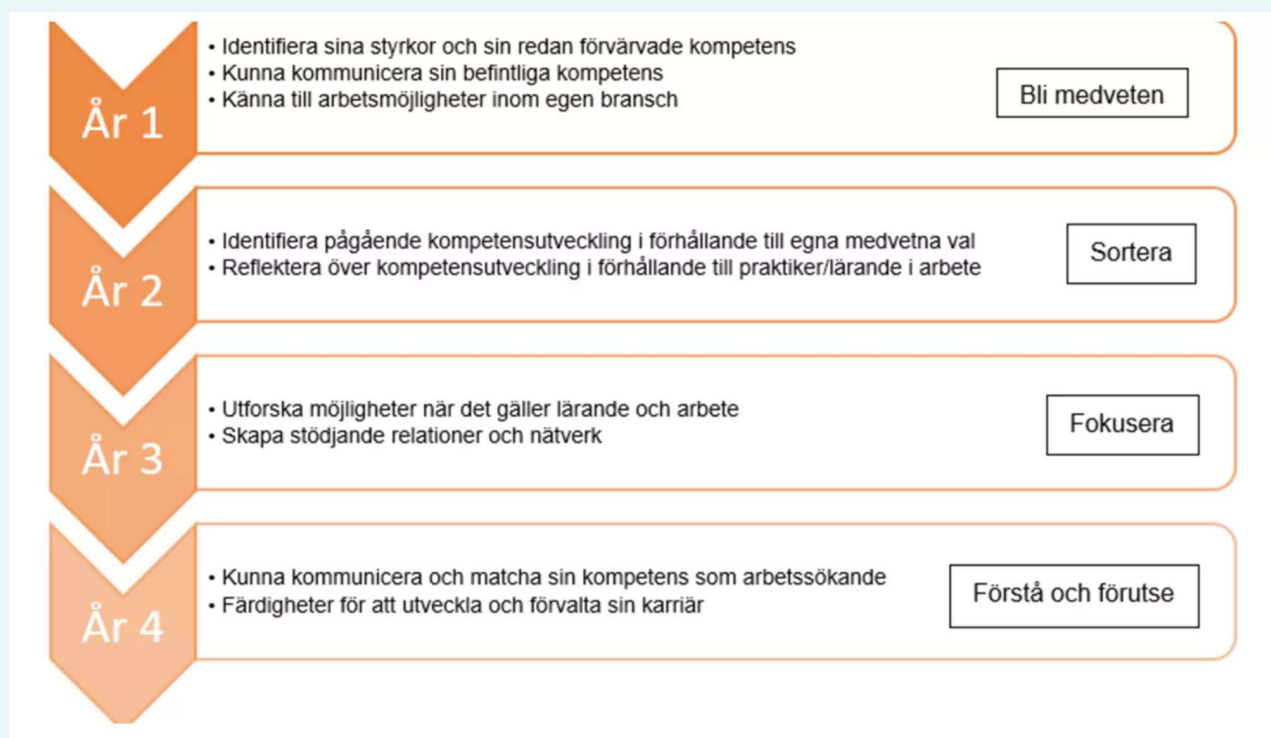 År 1
• Identifiera sina styrkor och sin redan förvärvade kompetens
• Kunna kommunicera sin befintliga kompetens
• Känna till arbetsmöjligheter inom egen bransch
Bli medveten
År 2
• Identifiera pågående kompetensutveckling i förhållande till egna medvetna val
• Reflektera över kompetensutveckling i förhållande till praktiker/lärande i arbete
Sortera
År 3
• Utforska möjligheter när det gäller lärande och arbete
• Skapa stödjande relationer och nätverk
Fokusera
År 4
• Kunna kommunicera och matcha sin kompetens som arbetssökande
• Färdigheter för att utveckla och förvalta sin karriär
Förstå och förutse